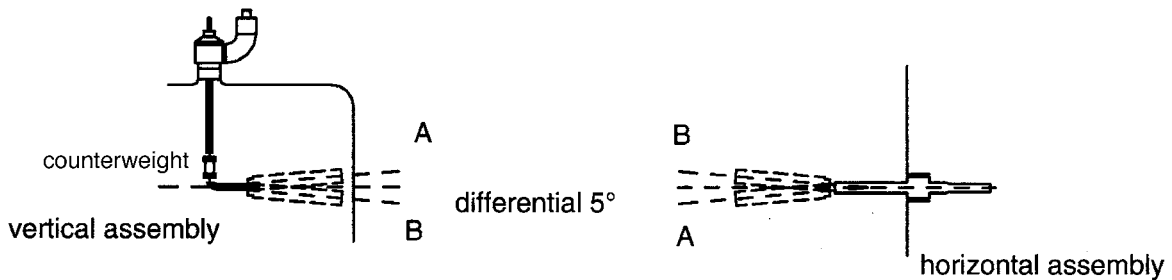 A
B
counterweight
differential 5°
vertical assembly
B
A
horizontal assembly